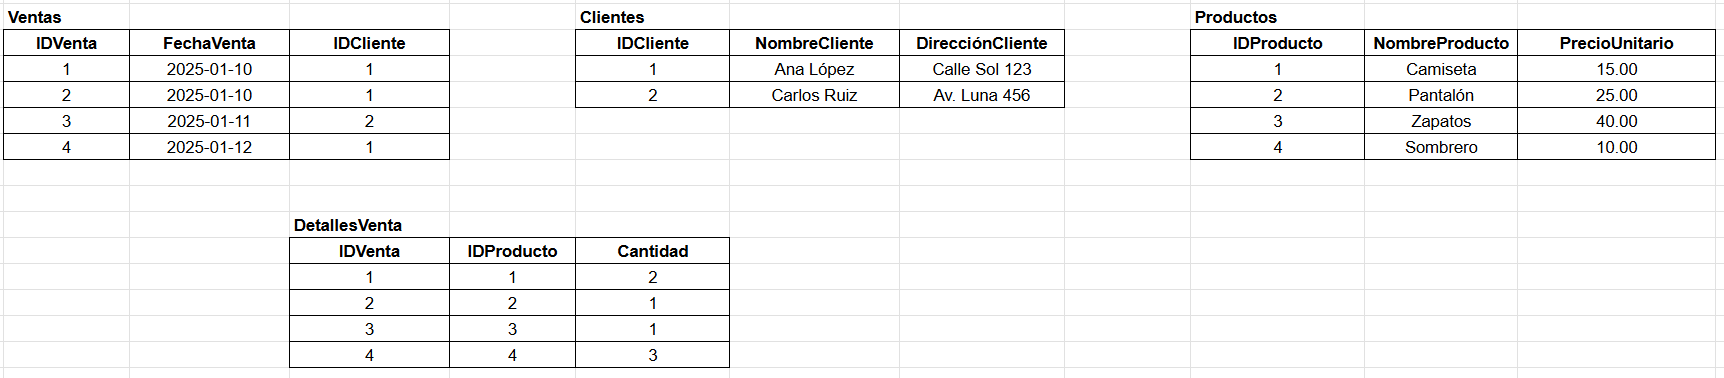 Ventas
IDVenta FechaVenta IDCliente
1 2025-01-10 1
2 2025-01-10 1
3 2025-01-11 2
4 2025-01-12 1
Clientes
IDCliente NombreCliente DirecciónCliente
1 Ana López Calle Sol 123
2 Carlos Ruiz Av. Luna 456
Productos
IDProducto NombreProducto PrecioUnitario
1 Camiseta 15.00
2 Pantalón 25.00
3 Zapatos 40.00
4 Sombrero 10.00
DetallesVenta
IDVenta IDProducto Cantidad
1 1 2
2 2 1
3 3 1
4 4 3